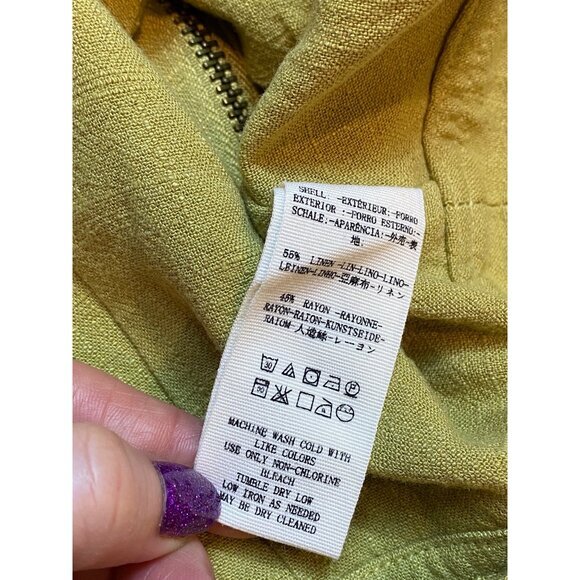 SHELL: -EXTÉRIEUR:-FORRO
EXTERIOR :-FORRO ESTERNO:-
SCHALE:-APARÊNCIA:-外壳-表
地:
55% LINEN -LIN-LINO-LINO-
LEINEN-LINHO-亚麻布-リネン
45% RAYON -RAYONNE-
RAYON-RAION-KUNSTSEIDE-
RAIOM-人造絲-レーヨン
30
30
MACHINE WASH COLD WITH
LIKE COLORS
USE ONLY NON-CHLORINE
BLEACH
TUMBLE DRY LOW
LOW IRON AS NEEDED
MAY BE DRY CLEANED